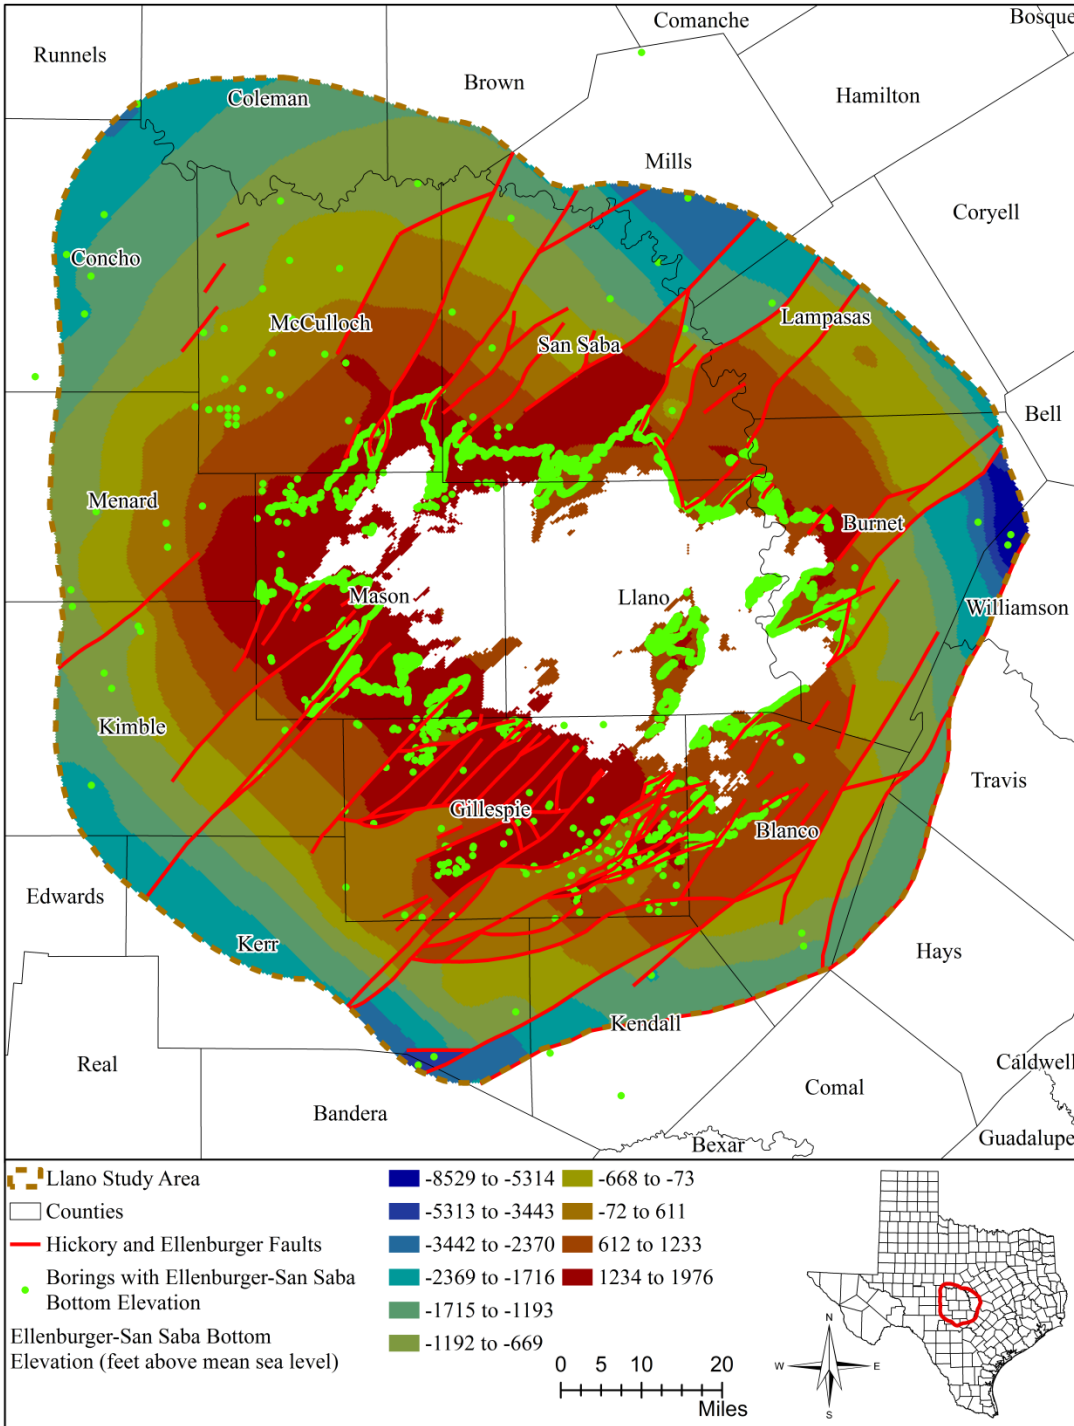 Comanche
Bosque
Runnels
Brown
Coleman
Hamilton
Mills
Coryell
Concho
McCulloch
Lampasas
San Saba
Bell
Menard
Burnet
Mason
Llano
Williamson
Kimble
Travis
Gillespie
Blanco
Edwards
Kerr
Hays
Kendall
Real
Caldwell
Comal
Bandera
Guadalupe
Bexar
Llano Study Area
Counties
Hickory and Ellenburger Faults
Borings with Ellenburger-San Saba
Bottom Elevation
Ellenburger-San Saba Bottom
Elevation (feet above mean sea level)
-8529 to -5314
-5313 to -3443
-3442 to -2370
-2369 to -1716
-1715 to -1193
-1192 to -669
-668 to -73
-72 to 611
612 to 1233
1234 to 1976
0 5 10 20
Miles
N
W E
S